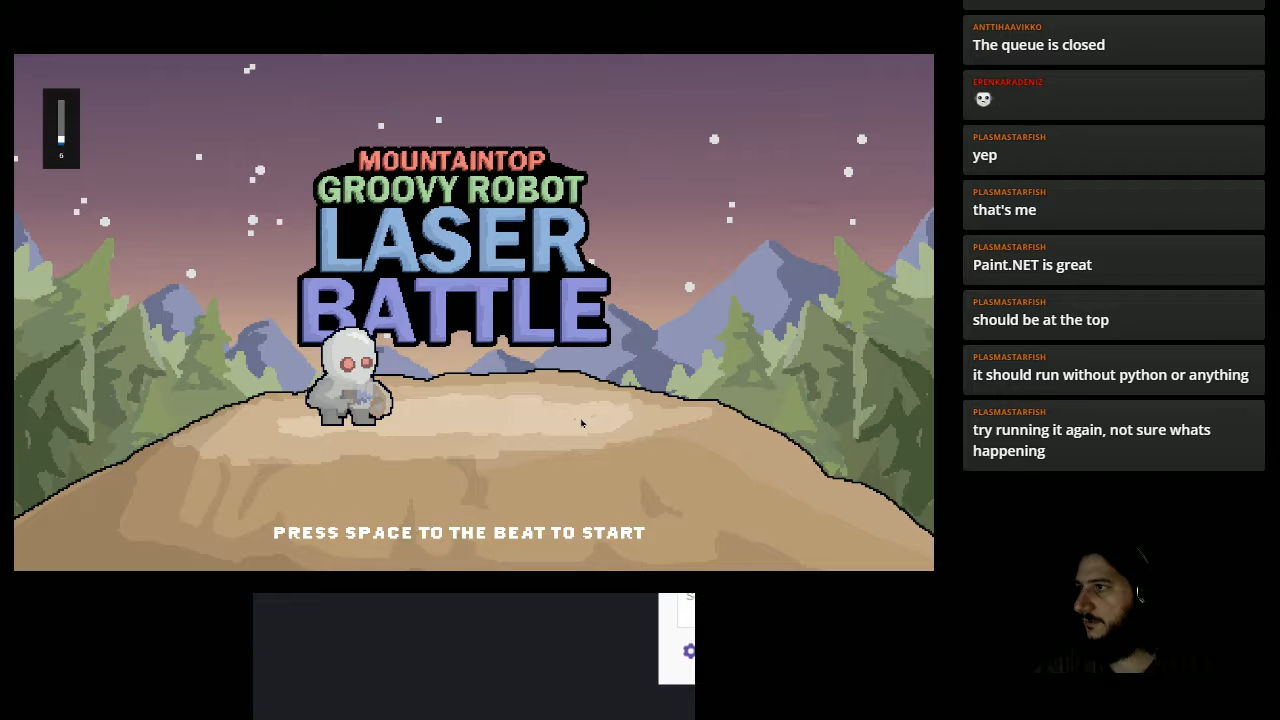 6
MOUNTAINTOP
GROOVY ROBOT
LASER
BATTLE
PRESS SPACE TO THE BEAT TO START
ANTTIHAAVIKKO
The queue is closed
ERENKARADENIZ
PLASMASTARFISH
yep
PLASMASTARFISH
that's me
PLASMASTARFISH
Paint.NET is great
PLASMASTARFISH
should be at the top
PLASMASTARFISH
it should run without python or anything
PLASMASTARFISH
try running it again, not sure whats
happening